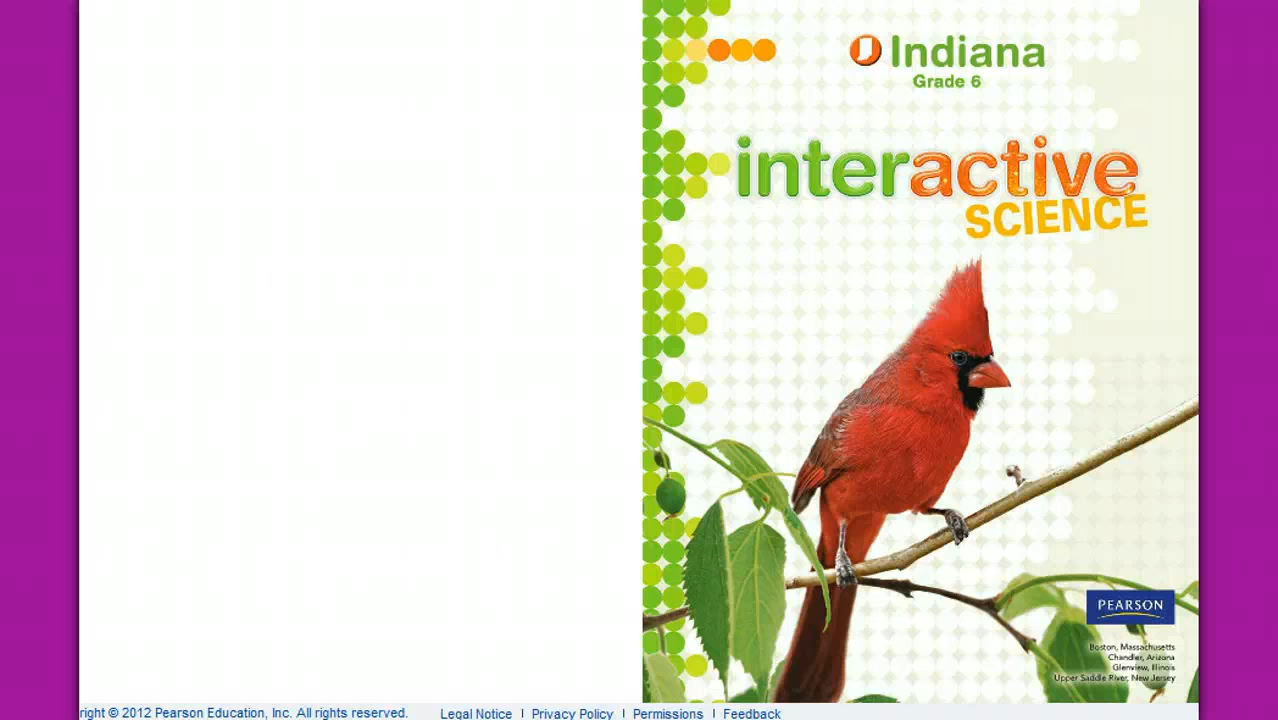 Indiana
Grade 6
interactive
SCIENCE
PEARSON
Boston, Massachusetts
Chandler, Arizona
Glenview, Illinois
Upper Saddle River, New Jersey
right © 2012 Pearson Education, Inc. All rights reserved. Legal Notice | Privacy Policy | Permissions | Feedback